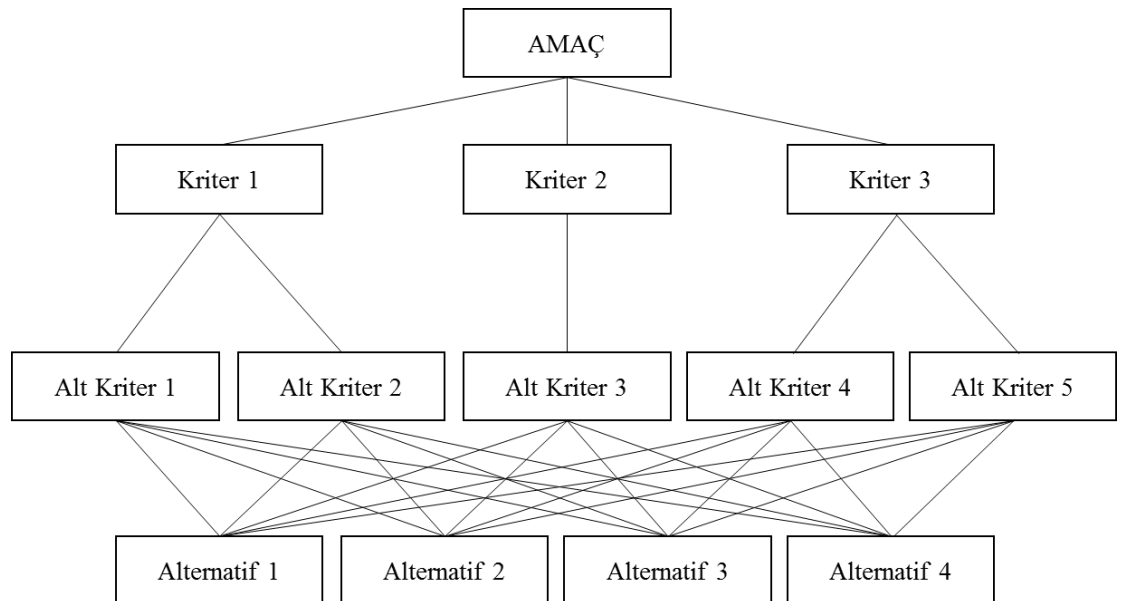 AMAÇ
Kriter 1
Kriter 2
Kriter 3
Alt Kriter 1
Alt Kriter 2
Alt Kriter 3
Alt Kriter 4
Alt Kriter 5
Alternatif 1
Alternatif 2
Alternatif 3
Alternatif 4